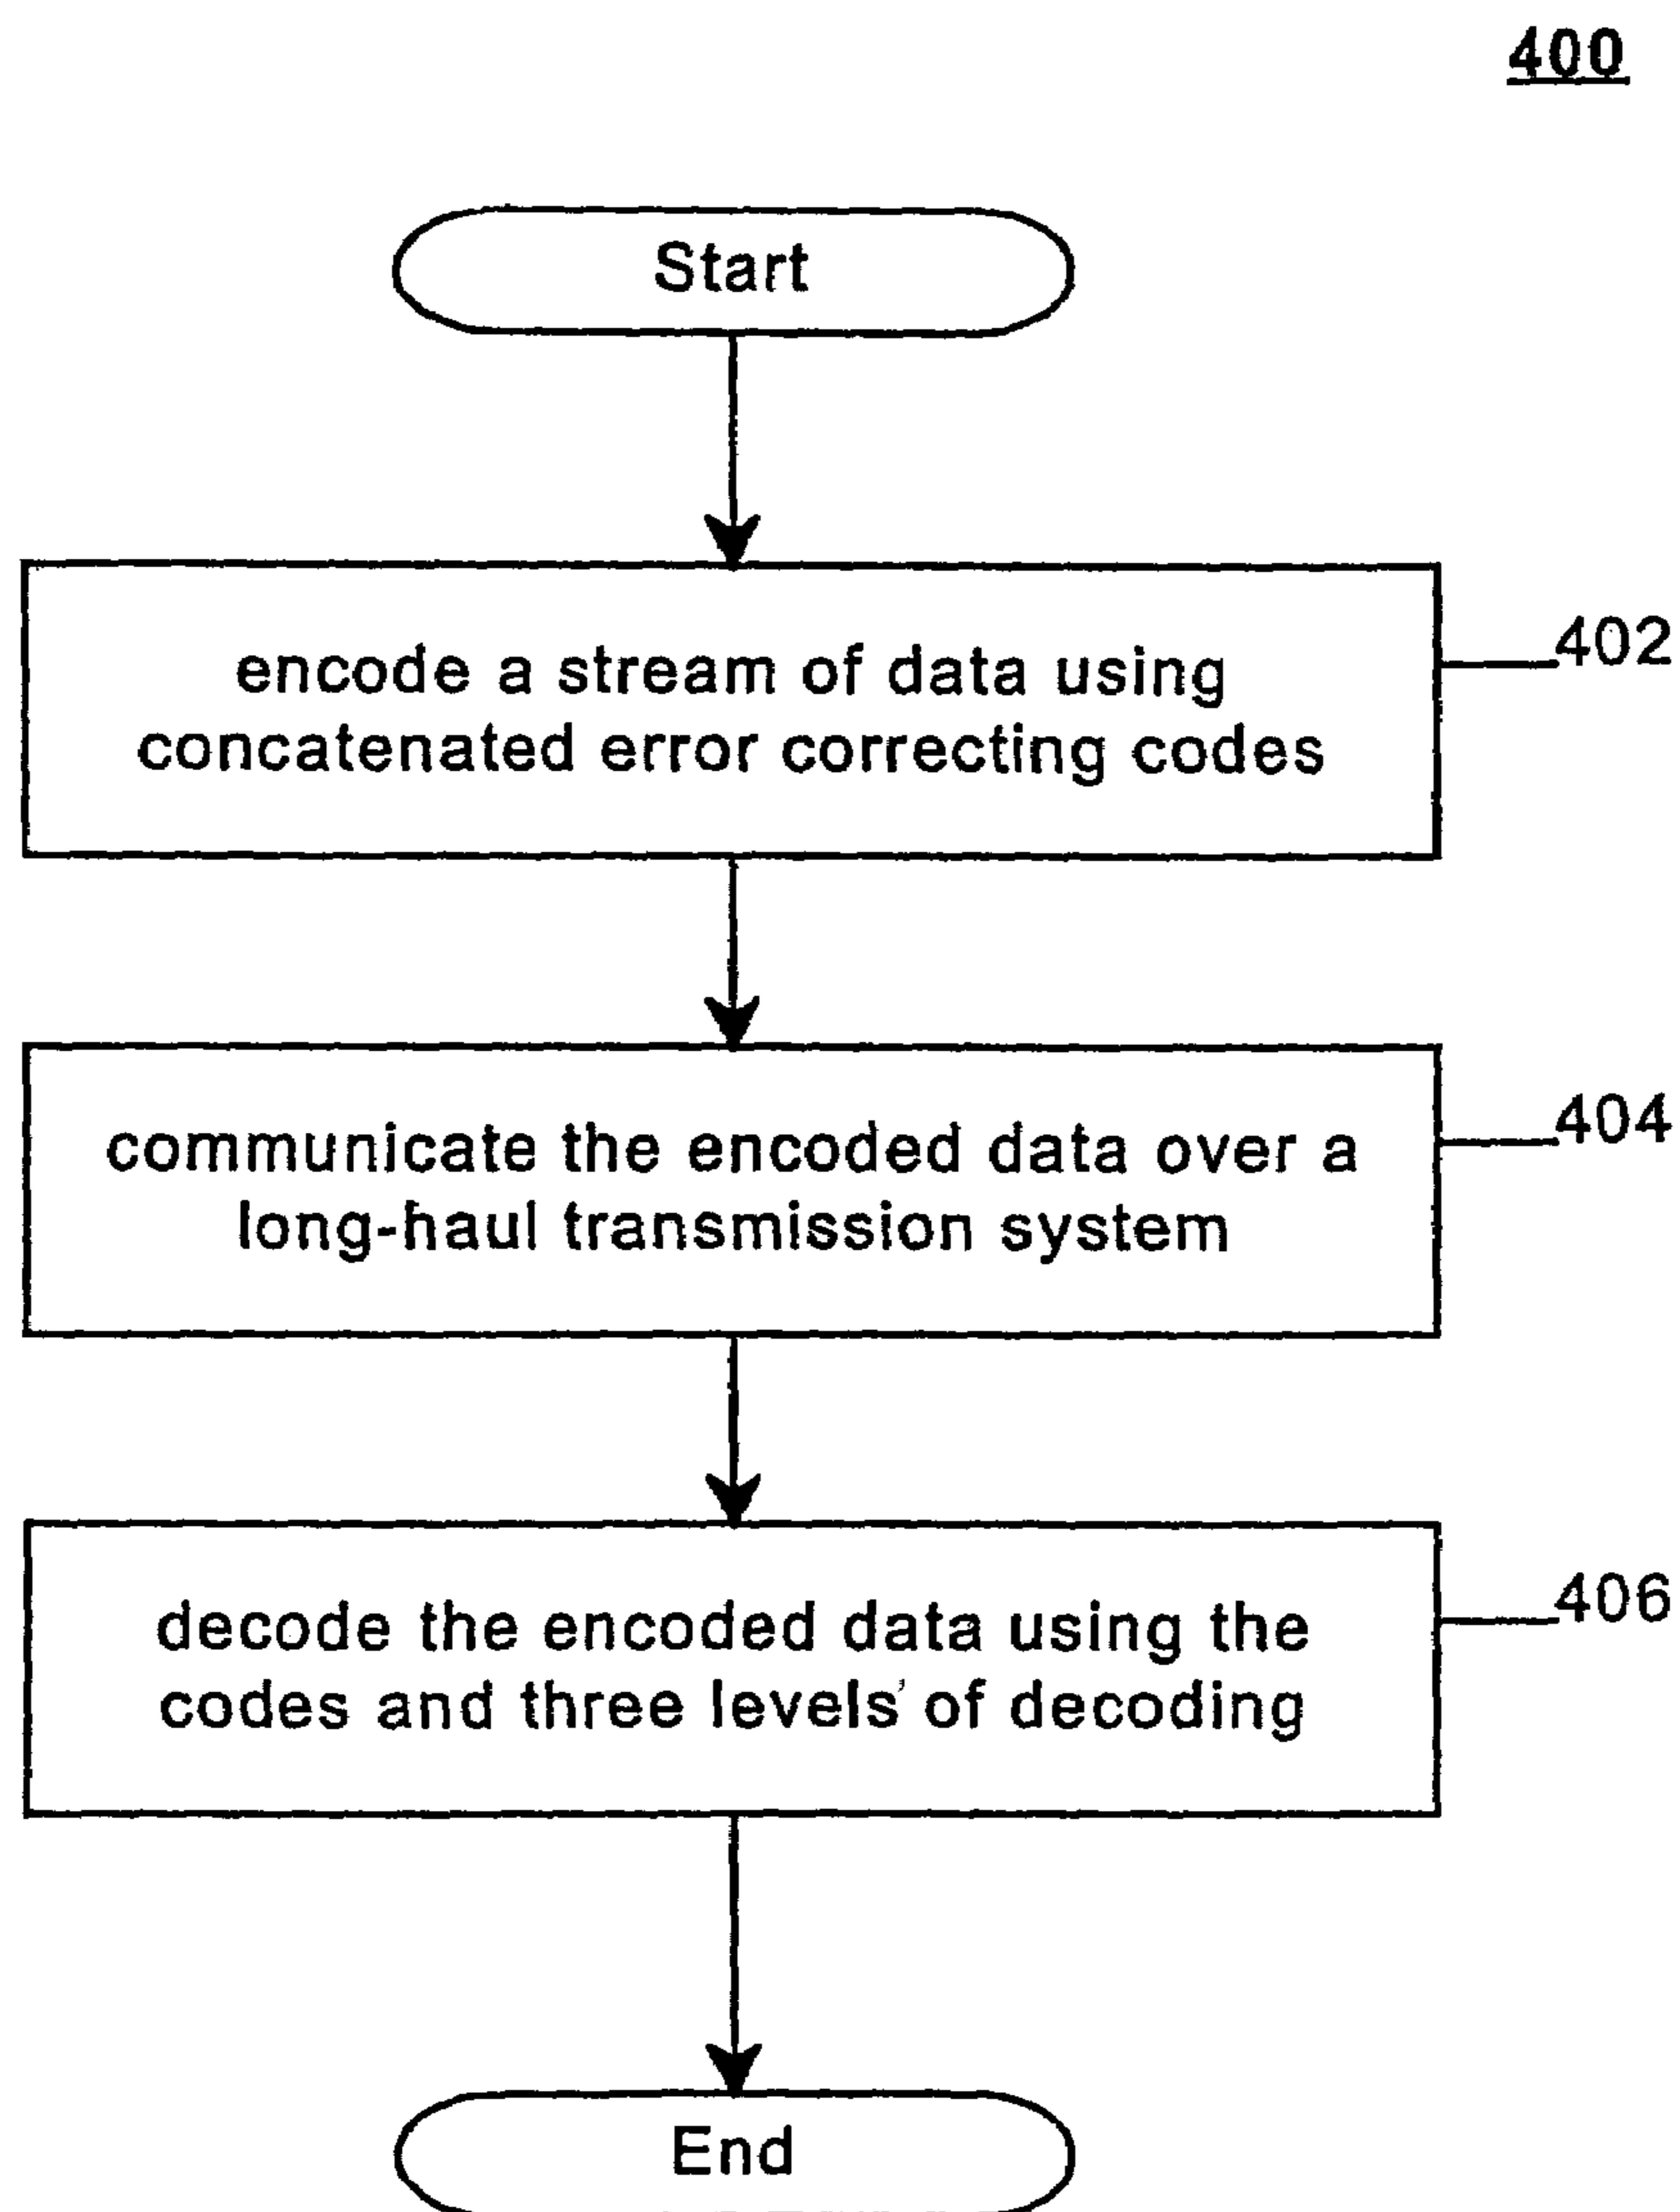 400
Start
encode a stream of data using
concatenated error correcting codes
402
communicate the encoded data over a
long-haul transmission system
404
decode the encoded data using the
codes and three levels of decoding
406
End